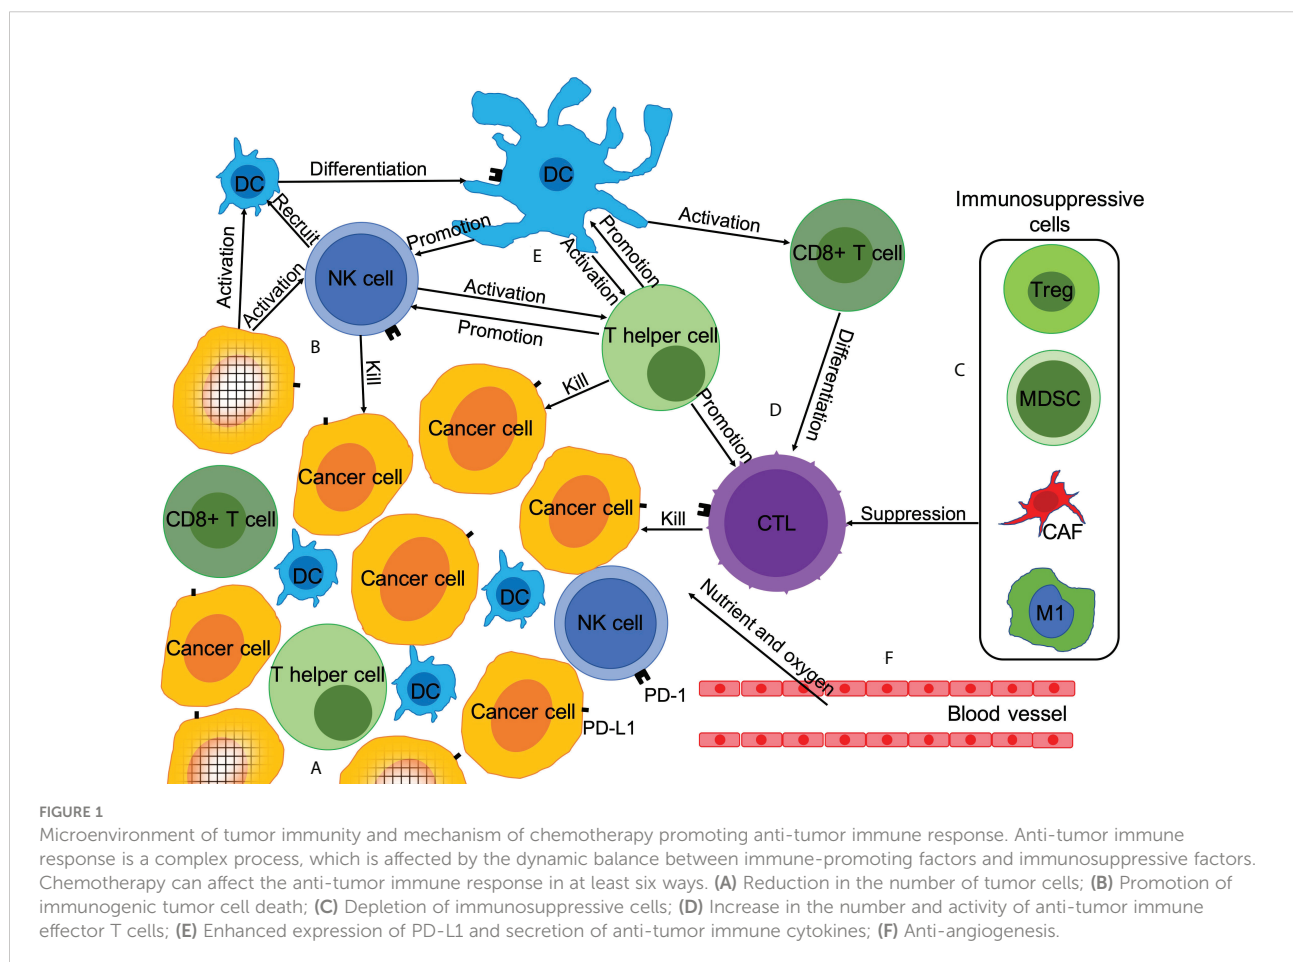 DC
Differentiation
DC
Immunosuppressive
cells
Recruit
Promotion
Activation
Promotion
Activation
CD8+ T cell
E
Activation
Activation
NK cell
Activation
Treg
Promotion
T helper cell
B
Kill
Differentiation
C
MDSC
Kill
Promotion
D
Cancer cell
Cancer cell
Cancer cell
CD8+ T cell
Kill
CTL
Suppression
CAF
DC
Cancer cell
DC
NK cell
Nutrient and oxygen
M1
Cancer cell
T helper cell
F
DC
PD-1
Cancer cell
PD-L1
Blood vessel
A
FIGURE 1
Microenvironment of tumor immunity and mechanism of chemotherapy promoting anti-tumor immune response. Anti-tumor immune
response is a complex process, which is affected by the dynamic balance between immune-promoting factors and immunosuppressive factors.
Chemotherapy can affect the anti-tumor immune response in at least six ways. (A) Reduction in the number of tumor cells; (B) Promotion of
immunogenic tumor cell death; (C) Depletion of immunosuppressive cells; (D) Increase in the number and activity of anti-tumor immune
effector T cells; (E) Enhanced expression of PD-L1 and secretion of anti-tumor immune cytokines; (F) Anti-angiogenesis.